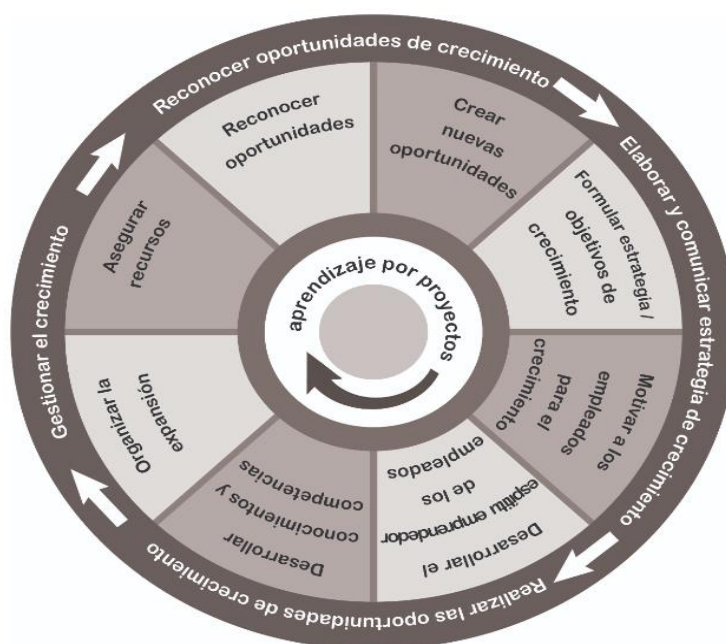 Reconocer oportunidades de crecimiento
Elaborar y comunicar estrategia de crecimiento
Realizar las oportunidades de crecimiento
Gestionar el crecimiento
Reconocer
oportunidades
Crear
nuevas
oportunidades
Formular estrategia /
objetivos de
crecimiento
Motivar a los
empleados
para el
crecimiento
Desarrollar el
espititu emprendedor
de los
empleados
Desarrollar
conocimientos y
competencias
Organizar la
expansión
Asegurar
recursos
aprendizaje por proyectos